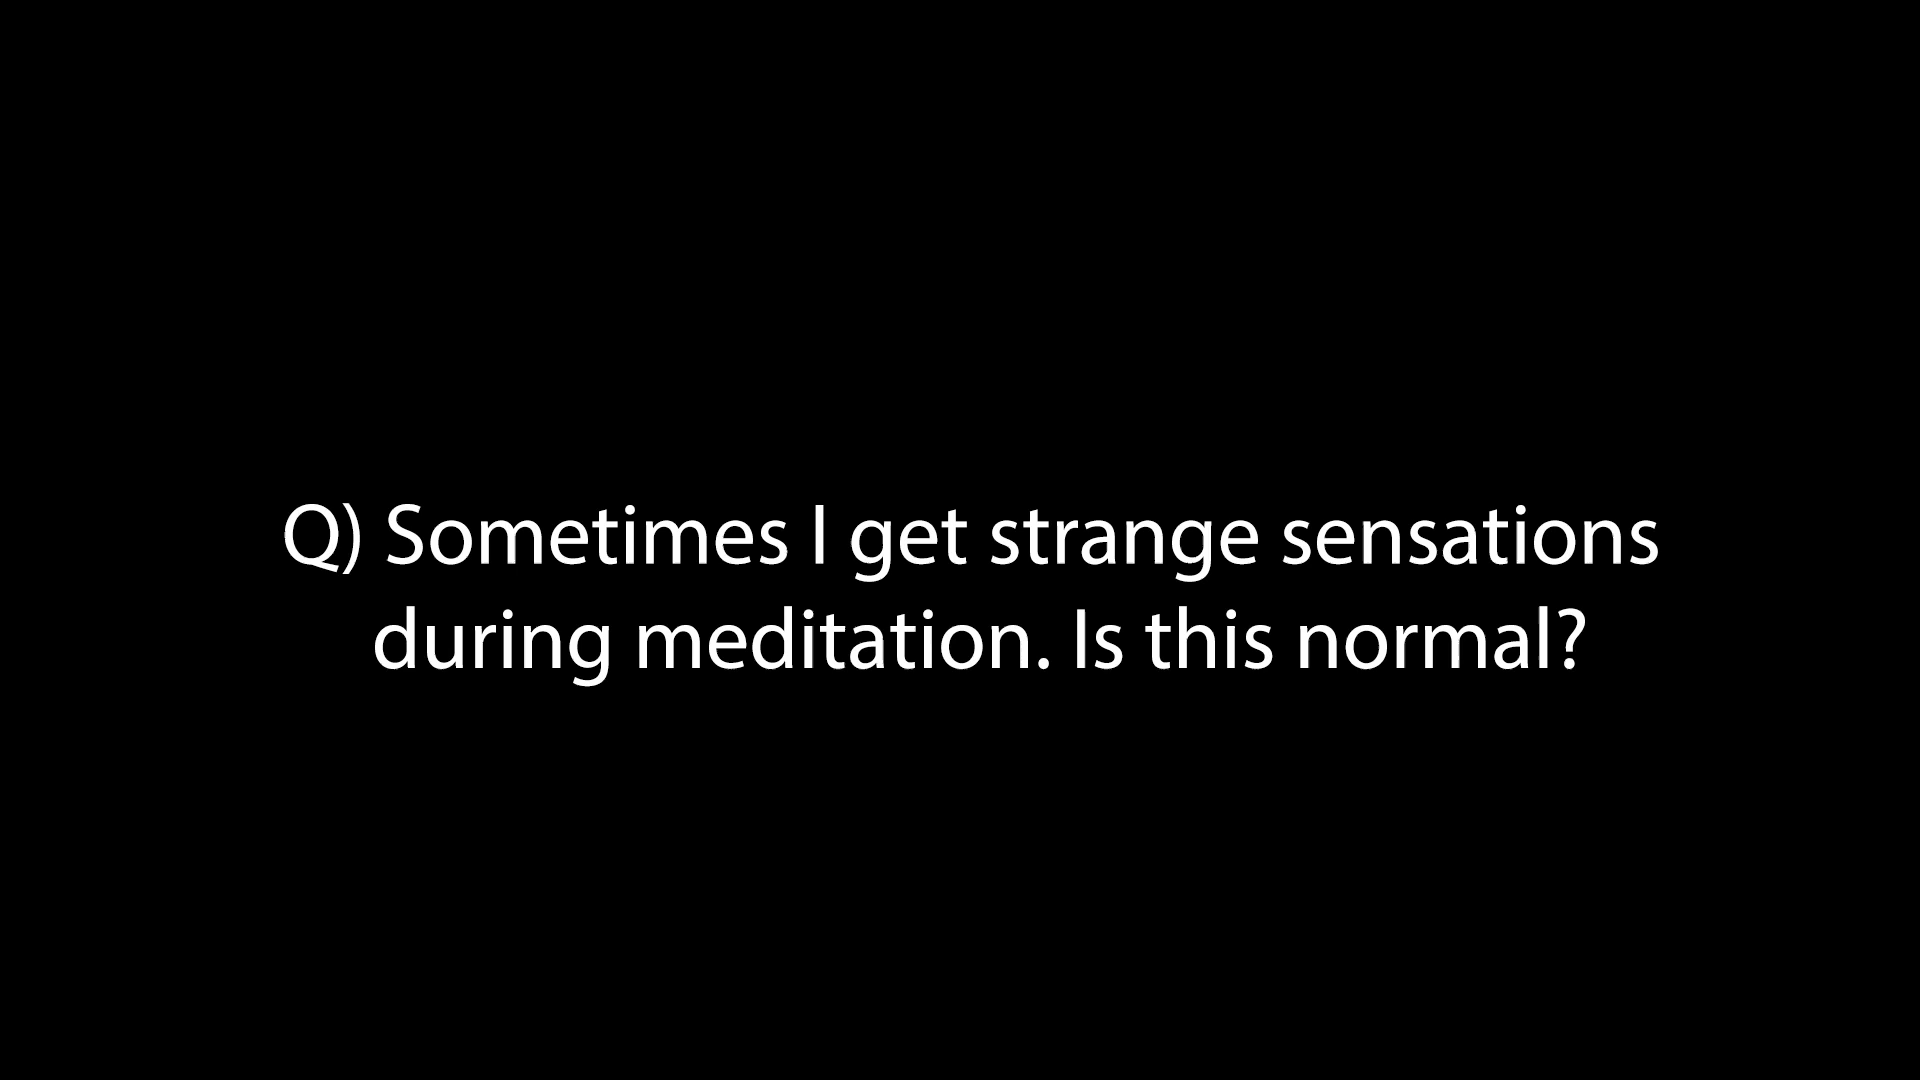 Q) Sometimes I get strange sensations
during meditation. Is this normal?